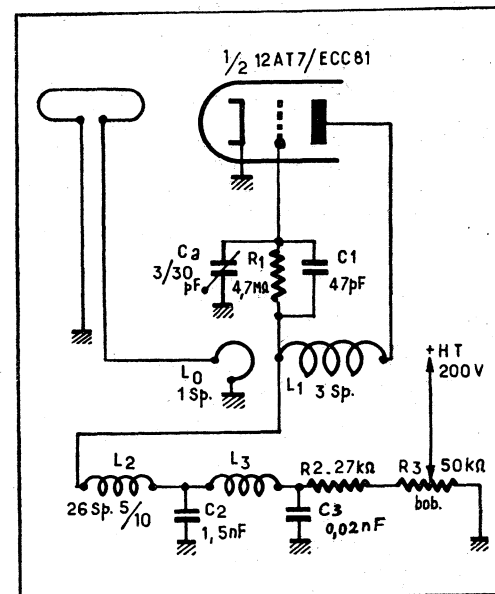 1/2 12AT7/ECC81
Ca
3/30
pF
R1
4,7MΩ
C1
47pF
+HT
200V
L0
1 Sp.
L1 3 Sp.
L2
26 Sp. 5/10
L3
R2-27kΩ
R3 50kΩ
bob.
C2
1,5nF
C3
0,02nF